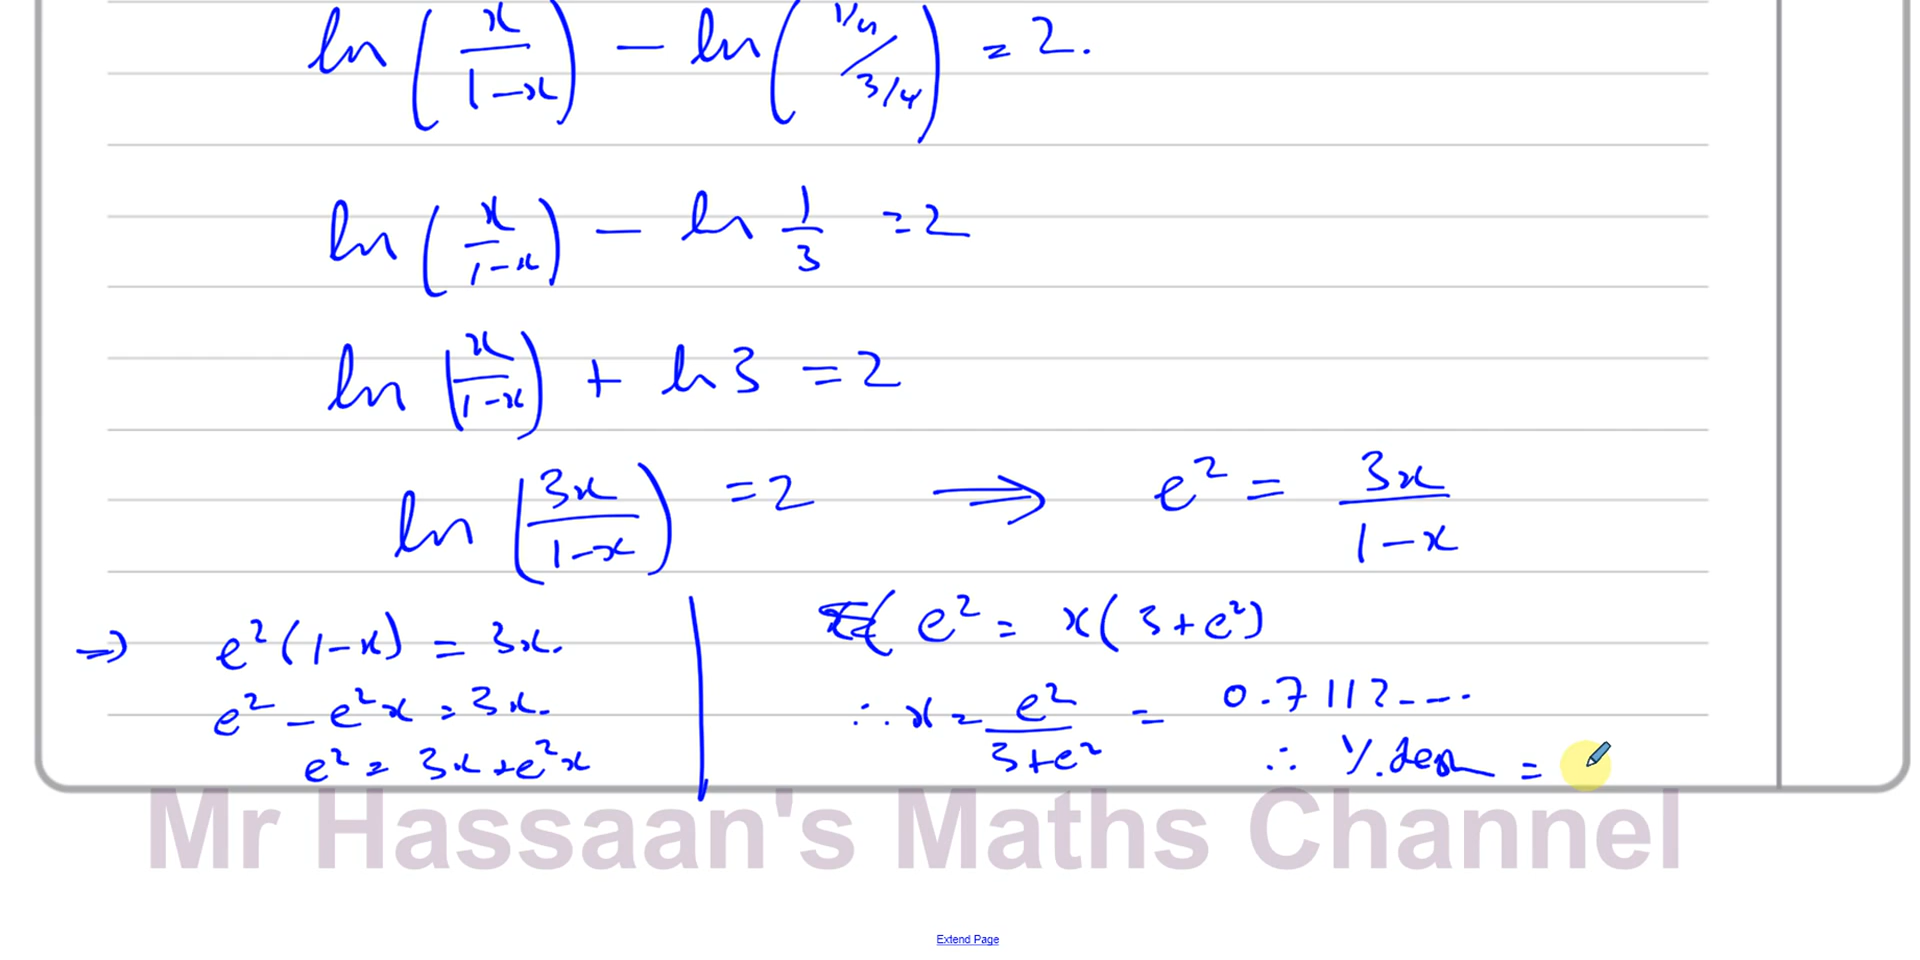 ln(x/(1-x)) - ln((1/4)/(3/4)) = 2.
ln(x/(1-x)) - ln 1/3 = 2
ln(x/(1-x)) + ln 3 = 2
ln(3x/(1-x)) = 2 ⟹ e² = 3x/(1-x)
⇒ e²(1-x) = 3x.
e² - e²x = 3x.
e² = 3x + e²x
e² = x(3+e²)
∴ x = e²/(3+e²) = 0.7112...
∴ %. =
Mr Hassaan's Maths Channel
Extend Page